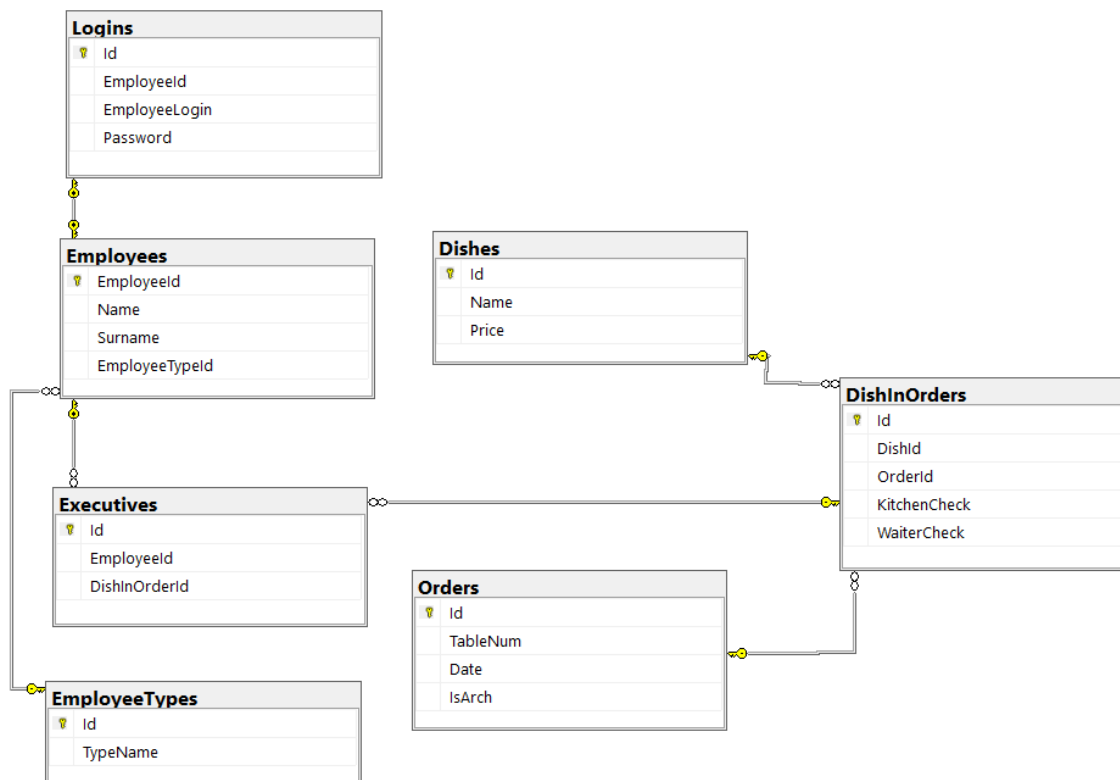 Logins
Id
EmployeeId
EmployeeLogin
Password
Employees
EmployeeId
Name
Surname
EmployeeTypeId
Dishes
Id
Name
Price
DishInOrders
Id
DishId
OrderId
KitchenCheck
WaiterCheck
Executives
Id
EmployeeId
DishInOrderId
Orders
Id
TableNum
Date
IsArch
EmployeeTypes
Id
TypeName